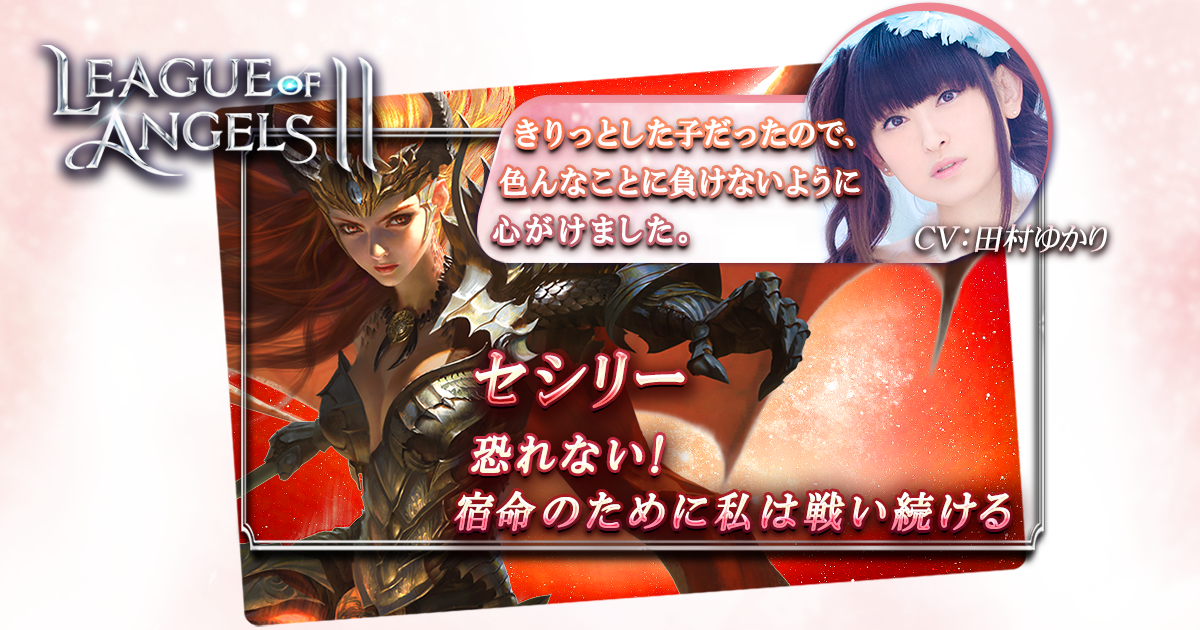 LEAGUE OF
ANGELS II
きりっとした子だったので、
色んなことに負けないように
心がけました。
CV:田村ゆかり
セシリー
恐れない!
宿命のために私は戦い続ける